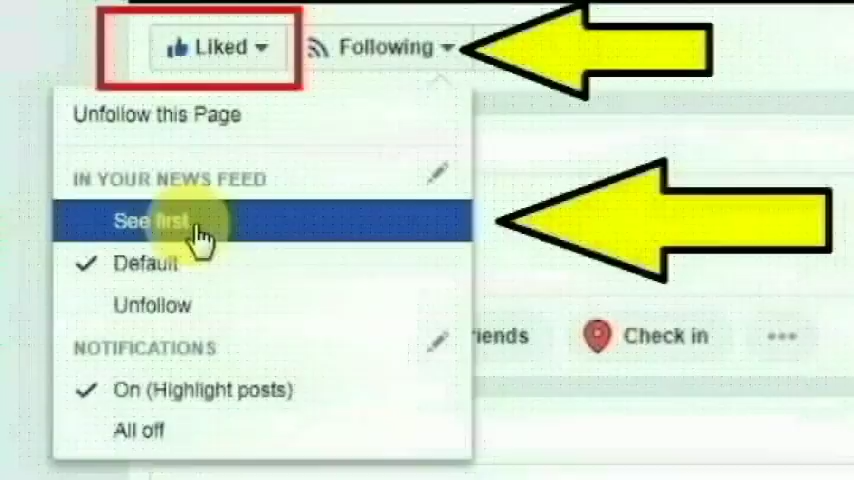 Liked Following
Unfollow this Page
IN YOUR NEWS FEED
See first
Default
Unfollow
riends Check in
NOTIFICATIONS
On (Highlight posts)
All off